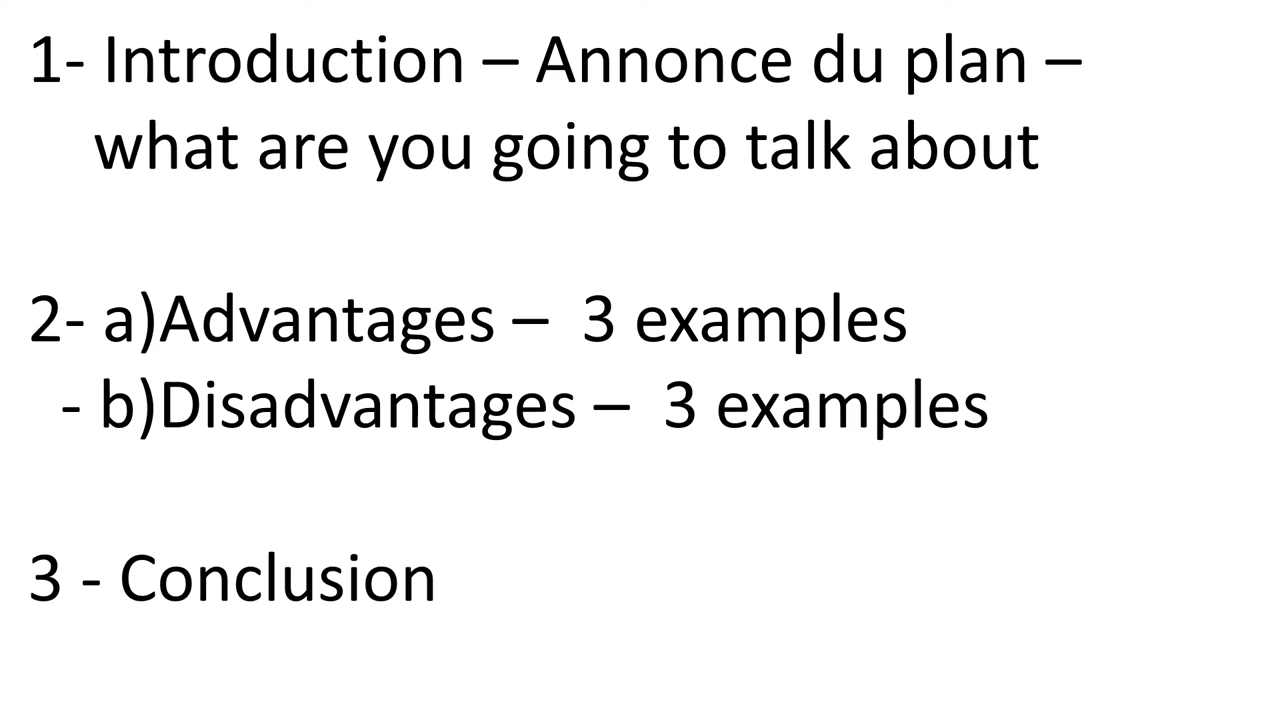 1- Introduction – Annonce du plan –
what are you going to talk about
2- a)Advantages – 3 examples
- b)Disadvantages – 3 examples
3 - Conclusion